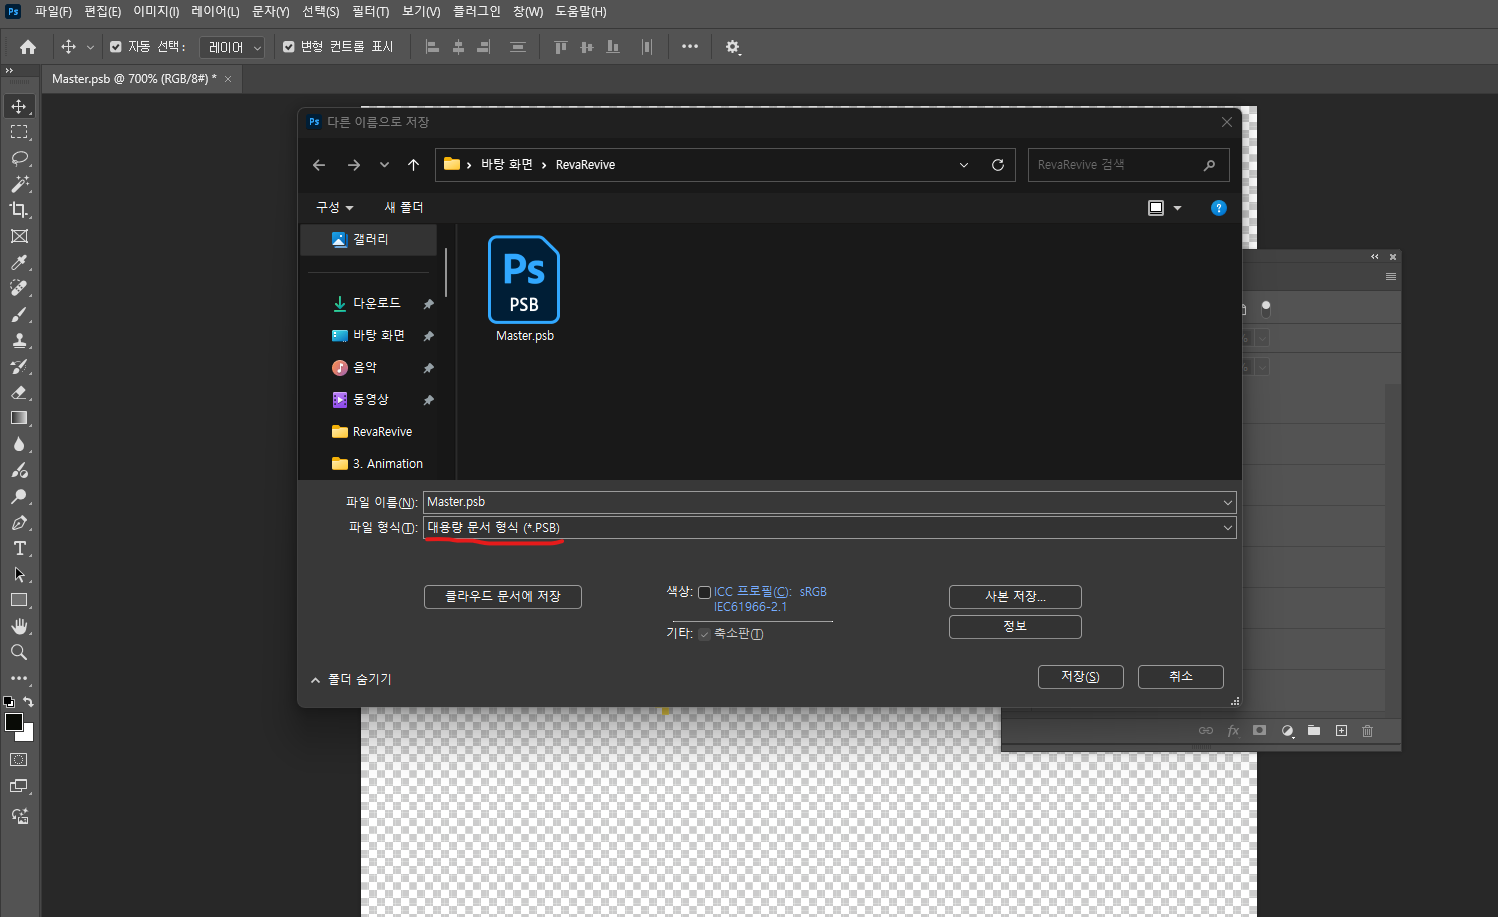 Ps 파일(F) 편집(E) 이미지(I) 레이어(L) 문자(Y) 선택(S) 필터(T) 보기(V) 플러그인 창(W) 도움말(H)
자동 선택: 레이어 변형 컨트롤 표시
Master.psb @ 700% (RGB/8#) *
Ps 다른 이름으로 저장
바탕 화면 RevaRevive
RevaRevive 검색
구성 새 폴더
갤러리
다운로드
바탕 화면
음악
동영상
RevaRevive
3. Animation
Ps
PSB
Master.psb
파일 이름(N): Master.psb
파일 형식(T): 대용량 문서 형식 (*.PSB)
클라우드 문서에 저장
색상: ICC 프로필(C): sRGB
IEC61966-2.1
기타: 축소판(T)
사본 저장...
정보
폴더 숨기기
저장(S) 취소
%
%
fx